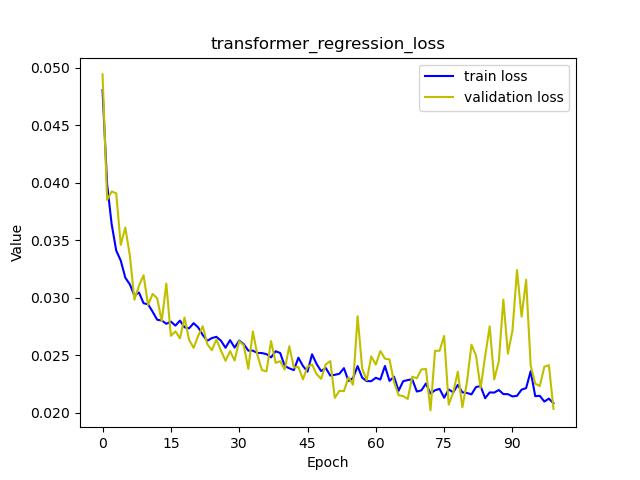 transformer_regression_loss
train loss
validation loss
0.050
0.045
0.040
0.035
0.030
0.025
0.020
Value
0 15 30 45 60 75 90
Epoch